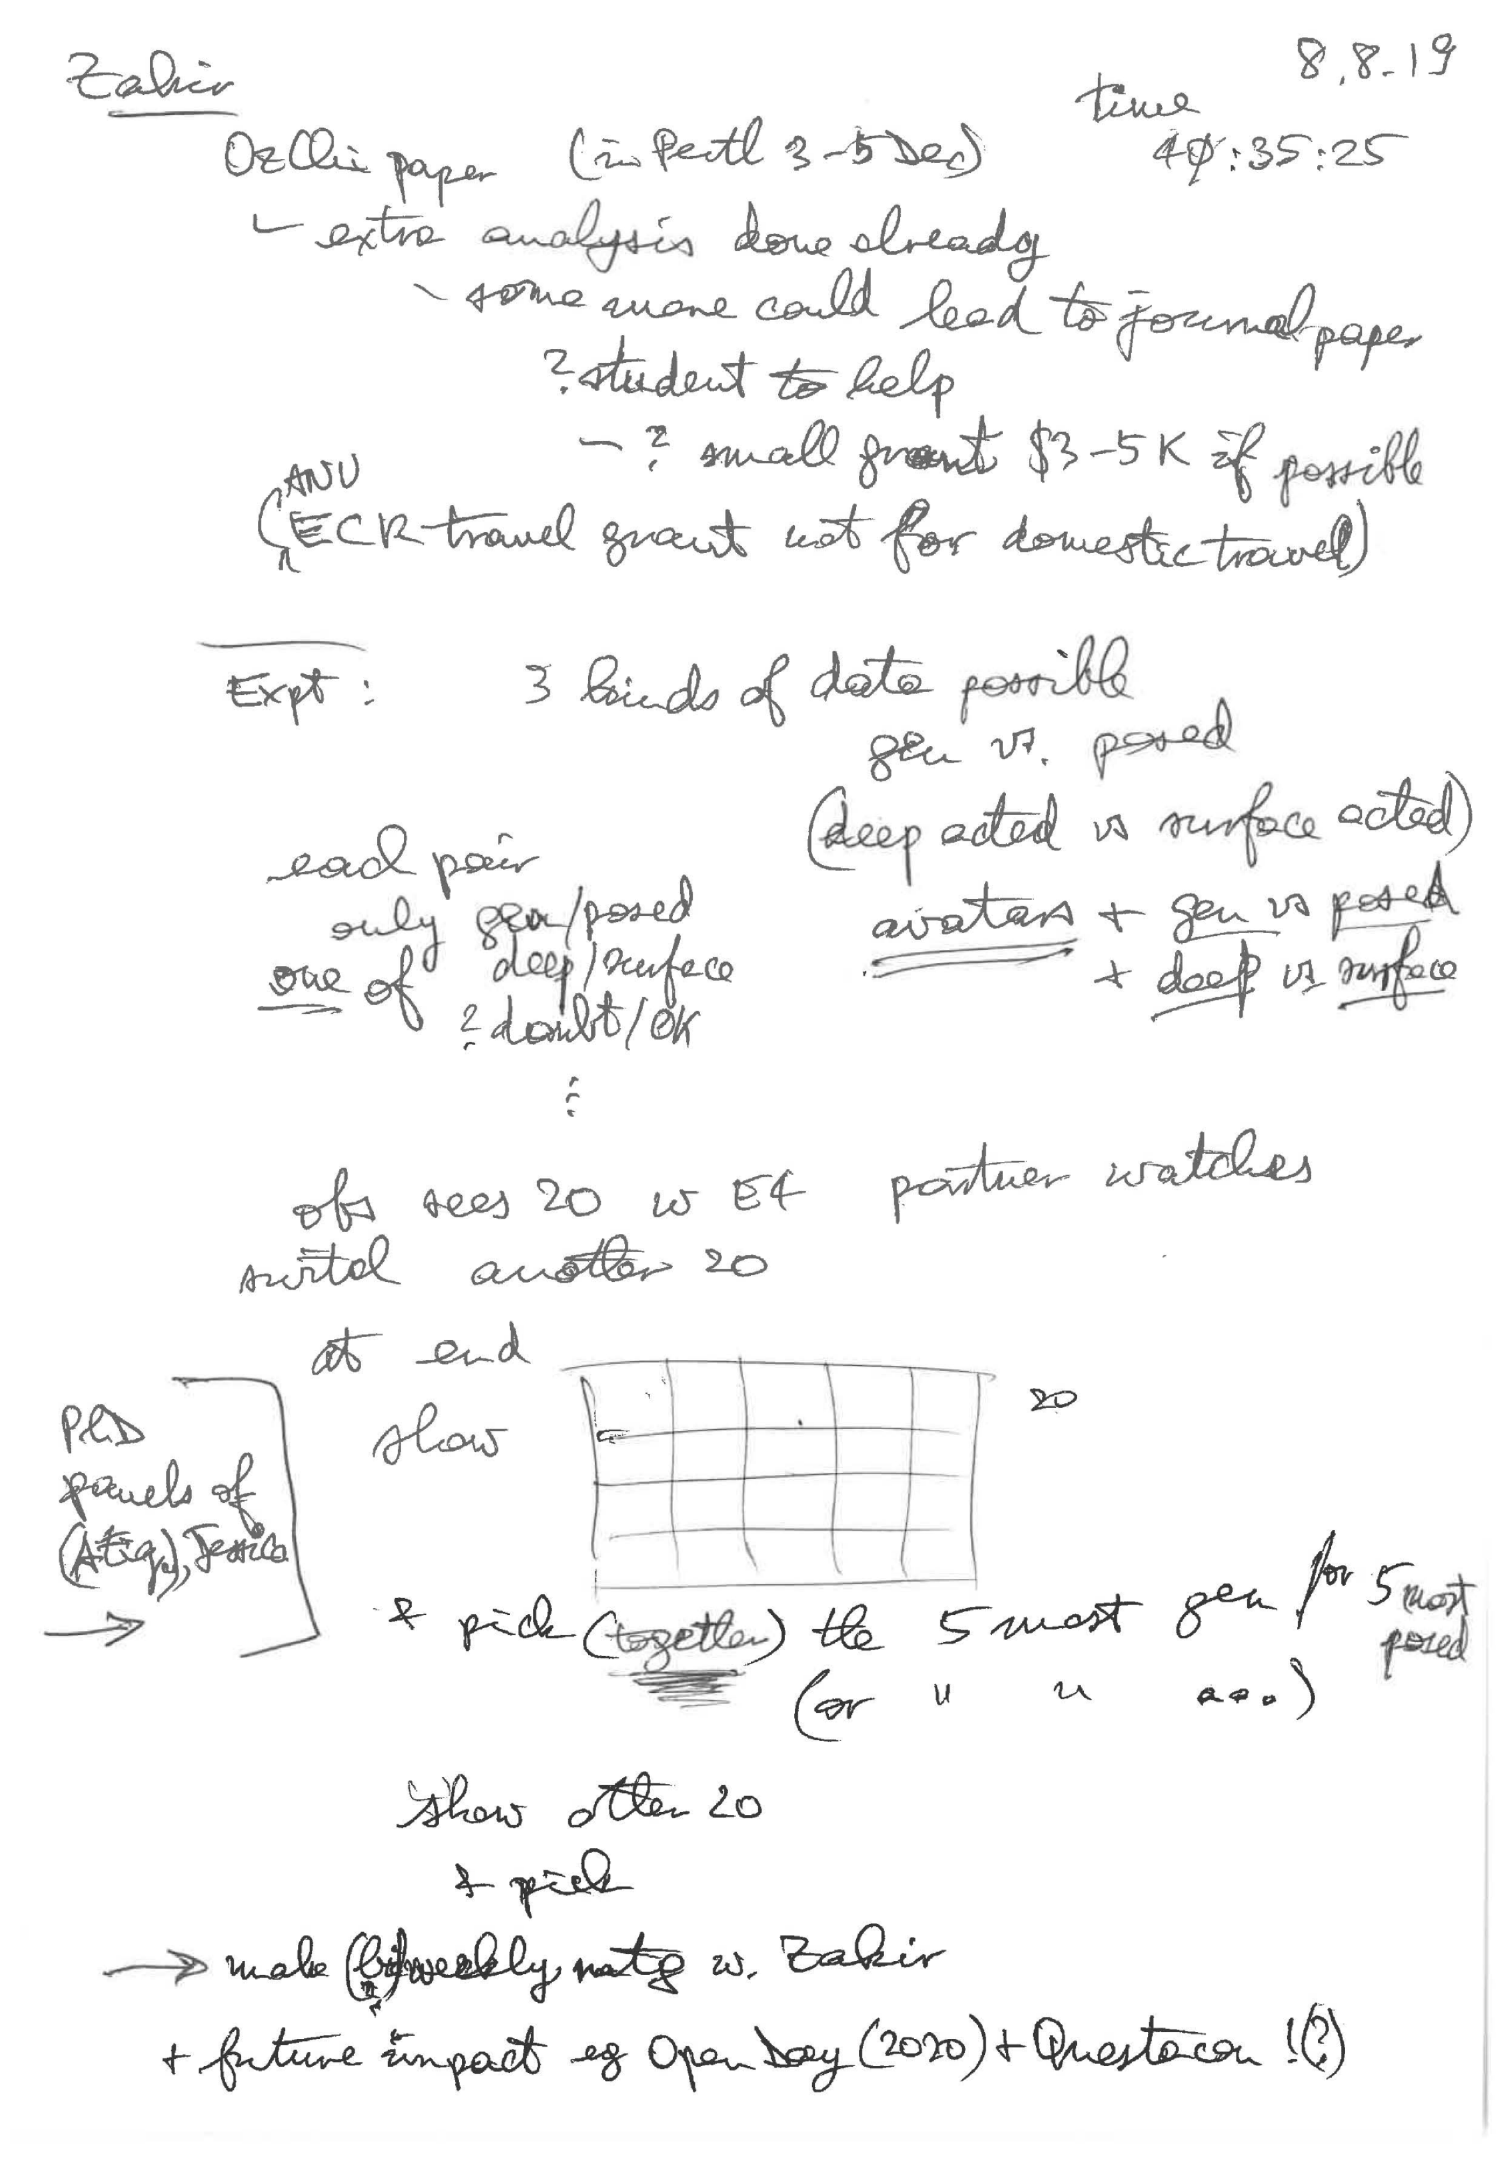 Zakir
8.8.19
time
40:35:25
OzChi paper (in Perth 3-5 Dec)
- extra analysis done already
- some more could lead to journal paper
? student to help
- ? small grant $3-5K if possible
(ANU ECR travel grant not for domestic travel)
Expt: 3 kinds of data possible
gen vs. posed
(deep acted vs surface acted)
avatars + gen vs posed
+ deep vs surface
each pair
only gen/posed
one of deep/surface
? doubt/OK
:
obs sees 20 w E4 partner watches
switch another 20
at end
show
20
PhD
panels of
(Atiq), Jessica
→
& pick (together) the 5 most gen / or 5 most posed
(or " " ...)
show other 20
& pick
→ make (bi)weekly mtg w. Zakir
+ future impact eg Open Day (2020) + Questacon !(?)